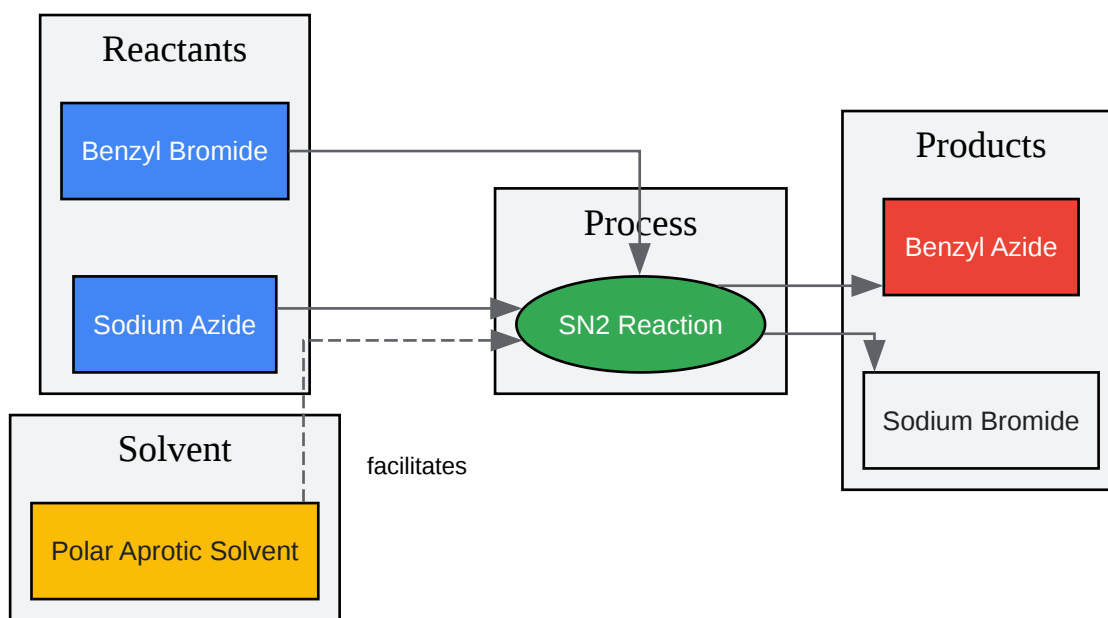 Reactants
Benzyl Bromide
Sodium Azide
Solvent
Polar Aprotic Solvent
facilitates
Process
SN2 Reaction
Products
Benzyl Azide
Sodium Bromide